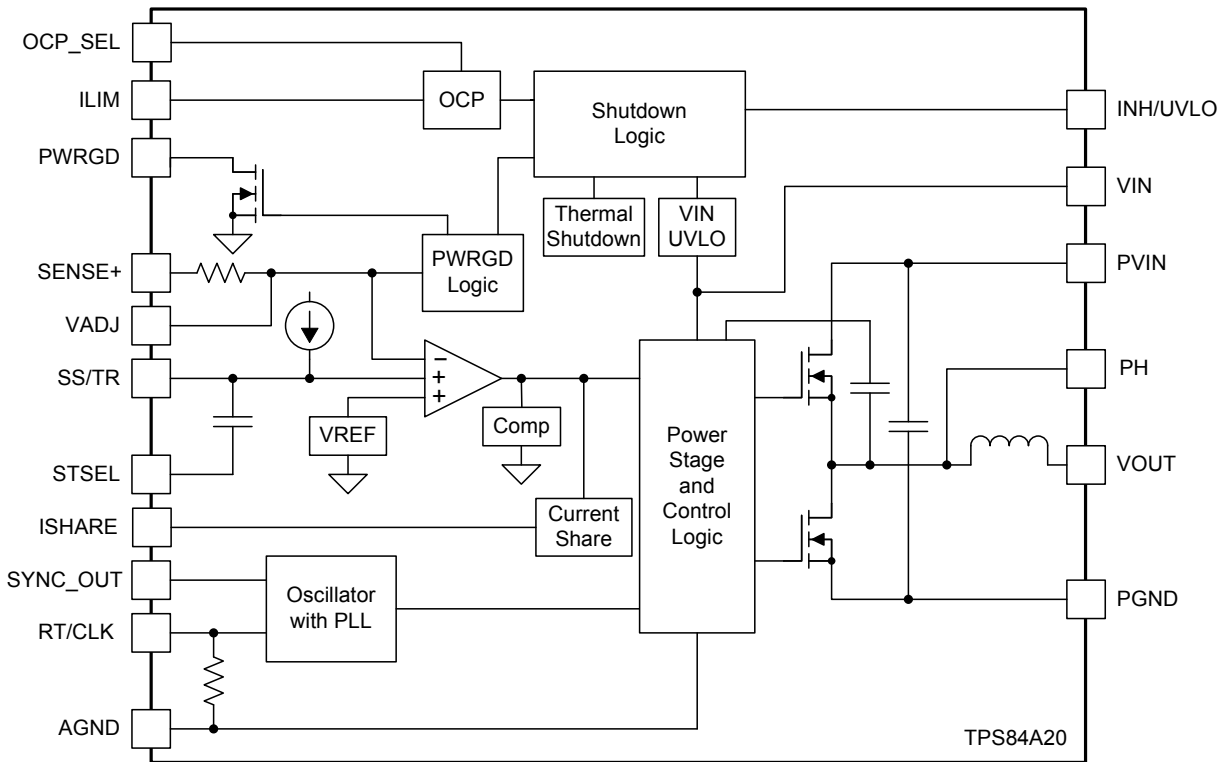 OCP_SEL
ILIM
PWRGD
SENSE+
VADJ
SS/TR
STSEL
ISHARE
SYNC_OUT
RT/CLK
AGND
OCP
Shutdown
Logic
Thermal
Shutdown
VIN
UVLO
PWRGD
Logic
−
+
+
VREF
Comp
Current
Share
Oscillator
with PLL
Power
Stage
and
Control
Logic
INH/UVLO
VIN
PVIN
PH
VOUT
PGND
TPS84A20